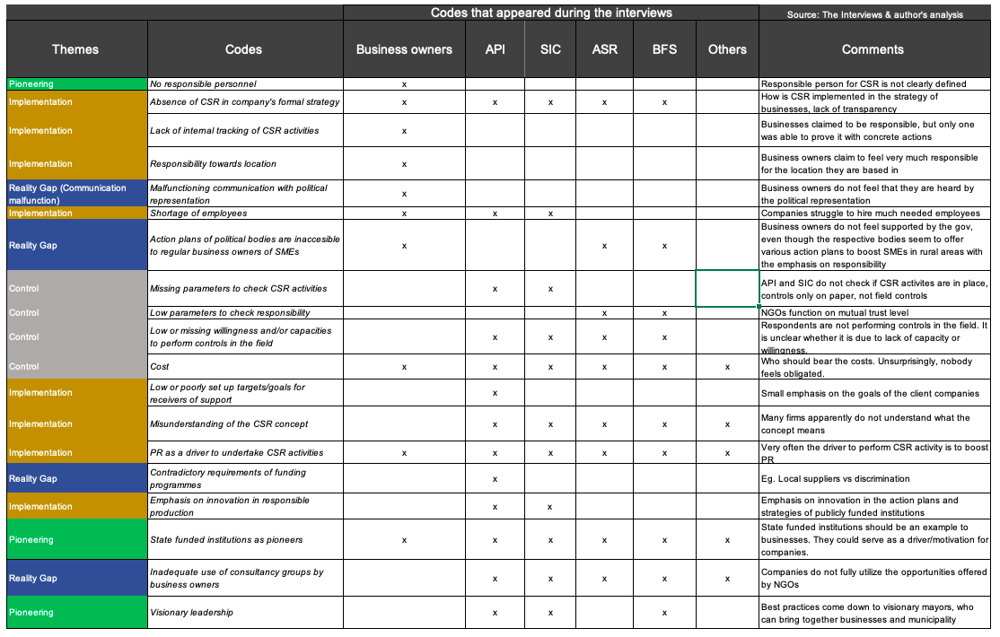 Codes that appeared during the interviews
Source: The Interviews & author's analysis
Themes Codes Business owners API SIC ASR BFS Others Comments
Pioneering No responsible personnel x Responsible person for CSR is not clearly defined
Implementation Absence of CSR in company's formal strategy x x x x x How is CSR implemented in the strategy of
businesses, lack of transparency
Implementation Lack of internal tracking of CSR activities x Businesses claimed to be responsible, but only one
was able to prove it with concrete actions
Implementation Responsibility towards location x Business owners claim to feel very much responsible
for the location they are based in
Reality Gap (Communication Malfunctioning communication with political x Business owners do not feel that they are heard by
malfunction) representation the political representation
Implementation Shortage of employees x x x Companies struggle to hire much needed employees
Reality Gap Action plans of political bodies are inaccesible x x x Business owners do not feel supported by the gov,
to regular business owners of SMEs even though the respective bodies seem to offer
various action plans to boost SMEs in rural areas with
the emphasis on responsibility
Control Missing parameters to check CSR activities x x API and SIC do not check if CSR activites are in place,
controls only on paper, not field controls
Control Low parameters to check responsibility x x NGOs function on mutual trust level
Control Low or missing willingness and/or capacities x x x x Respondents are not performing controls in the field. It
to perform controls in the field is unclear whether it is due to lack of capacity or
willingness.
Control Cost x x x x x x Who should bear the costs. Unsurprisingly, nobody
feels obligated.
Implementation Low or poorly set up targets/goals for x Small emphasis on the goals of the client companies
receivers of support
Implementation Misunderstanding of the CSR concept x x x x x Many firms apparently do not understand what the
concept means
Implementation PR as a driver to undertake CSR activities x x x x x x Very often the driver to perform CSR activity is to boost
PR
Reality Gap Contradictory requirements of funding x Eg. Local suppliers vs discrimination
programmes
Implementation Emphasis on innovation in responsible x x Emphasis on innovation in the action plans and
production strategies of publicly funded institutions
Pioneering State funded institutions as pioneers x x x x x x State funded institutions should be an example to
businesses. They could serve as a driver/motivation for
companies.
Reality Gap Inadequate use of consultancy groups by x x x x x Companies do not fully utilize the opportunities offered
business owners by NGOs
Pioneering Visionary leadership x x x Best practices come down to visionary mayors, who
can bring together businesses and municipality